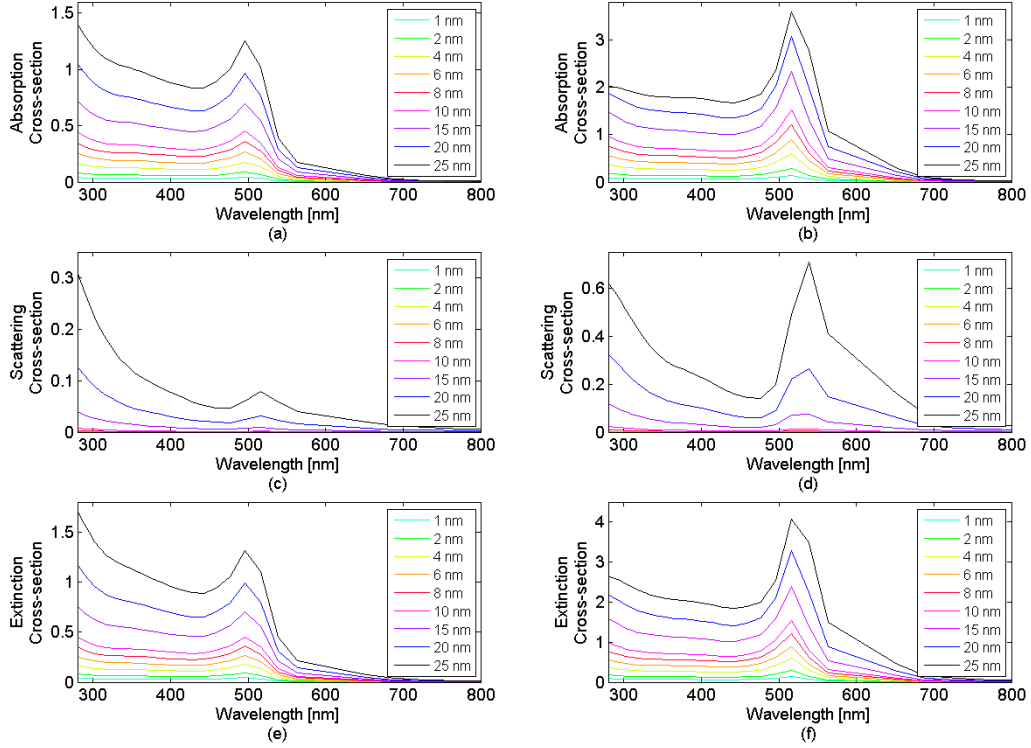 Absorption
Cross-section
1.5
1
0.5
0
300 400 500 600 700 800
Wavelength [nm]
(a)
1 nm
2 nm
4 nm
6 nm
8 nm
10 nm
15 nm
20 nm
25 nm
Absorption
Cross-section
3
2
1
0
300 400 500 600 700 800
Wavelength [nm]
(b)
1 nm
2 nm
4 nm
6 nm
8 nm
10 nm
15 nm
20 nm
25 nm
Scattering
Cross-section
0.3
0.2
0.1
0
300 400 500 600 700 800
Wavelength [nm]
(c)
1 nm
2 nm
4 nm
6 nm
8 nm
10 nm
15 nm
20 nm
25 nm
Scattering
Cross-section
0.6
0.4
0.2
0
300 400 500 600 700 800
Wavelength [nm]
(d)
1 nm
2 nm
4 nm
6 nm
8 nm
10 nm
15 nm
20 nm
25 nm
Extinction
Cross-section
1.5
1
0.5
0
300 400 500 600 700 800
Wavelength [nm]
(e)
1 nm
2 nm
4 nm
6 nm
8 nm
10 nm
15 nm
20 nm
25 nm
Extinction
Cross-section
4
3
2
1
0
300 400 500 600 700 800
Wavelength [nm]
(f)
1 nm
2 nm
4 nm
6 nm
8 nm
10 nm
15 nm
20 nm
25 nm